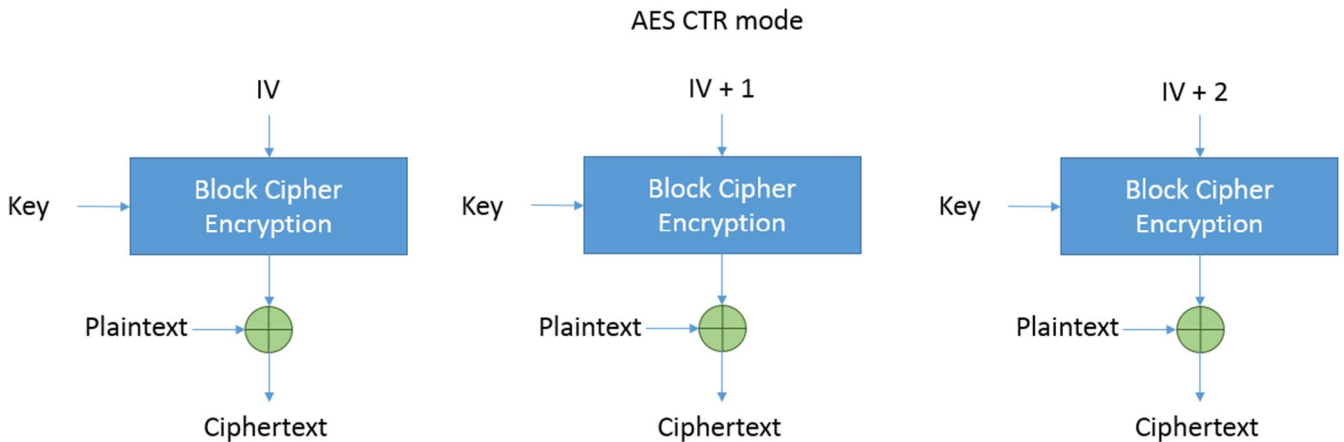 AES CTR mode
IV
IV + 1
IV + 2
Key
Block Cipher
Encryption
Key
Block Cipher
Encryption
Key
Block Cipher
Encryption
Plaintext
Plaintext
Plaintext
Ciphertext
Ciphertext
Ciphertext